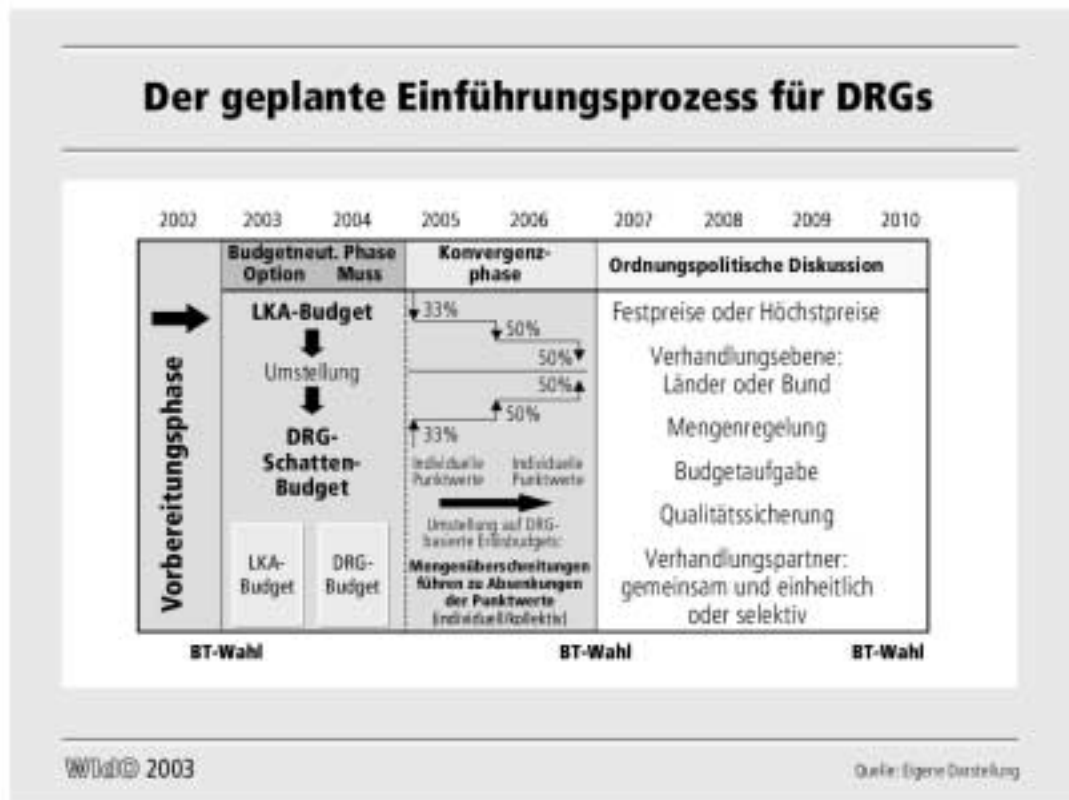 Der geplante Einführungsprozess für DRGs
2002 2003 2004 2005 2006 2007 2008 2009 2010
Vorbereitungsphase
Budgetneut. Phase
Option Muss
LKA-Budget
Umstellung
DRG-
Schatten-
Budget
LKA-
Budget
DRG-
Budget
Konvergenz-
phase
33%
50%
50%
50%
50%
33%
Individuelle
Punktwerte
Individuelle
Punktwerte
Umstellung auf DRG-
basierte Erlösbudgets:
Mengenüberschreitungen
führen zu Absenkungen
der Punktwerte
(individuell/kollektiv)
Ordnungspolitische Diskussion
Festpreise oder Höchstpreise
Verhandlungsebene:
Länder oder Bund
Mengenregelung
Budgetaufgabe
Qualitätssicherung
Verhandlungspartner:
gemeinsam und einheitlich
oder selektiv
BT-Wahl BT-Wahl BT-Wahl
WIdO 2003
Quelle: Eigene Darstellung